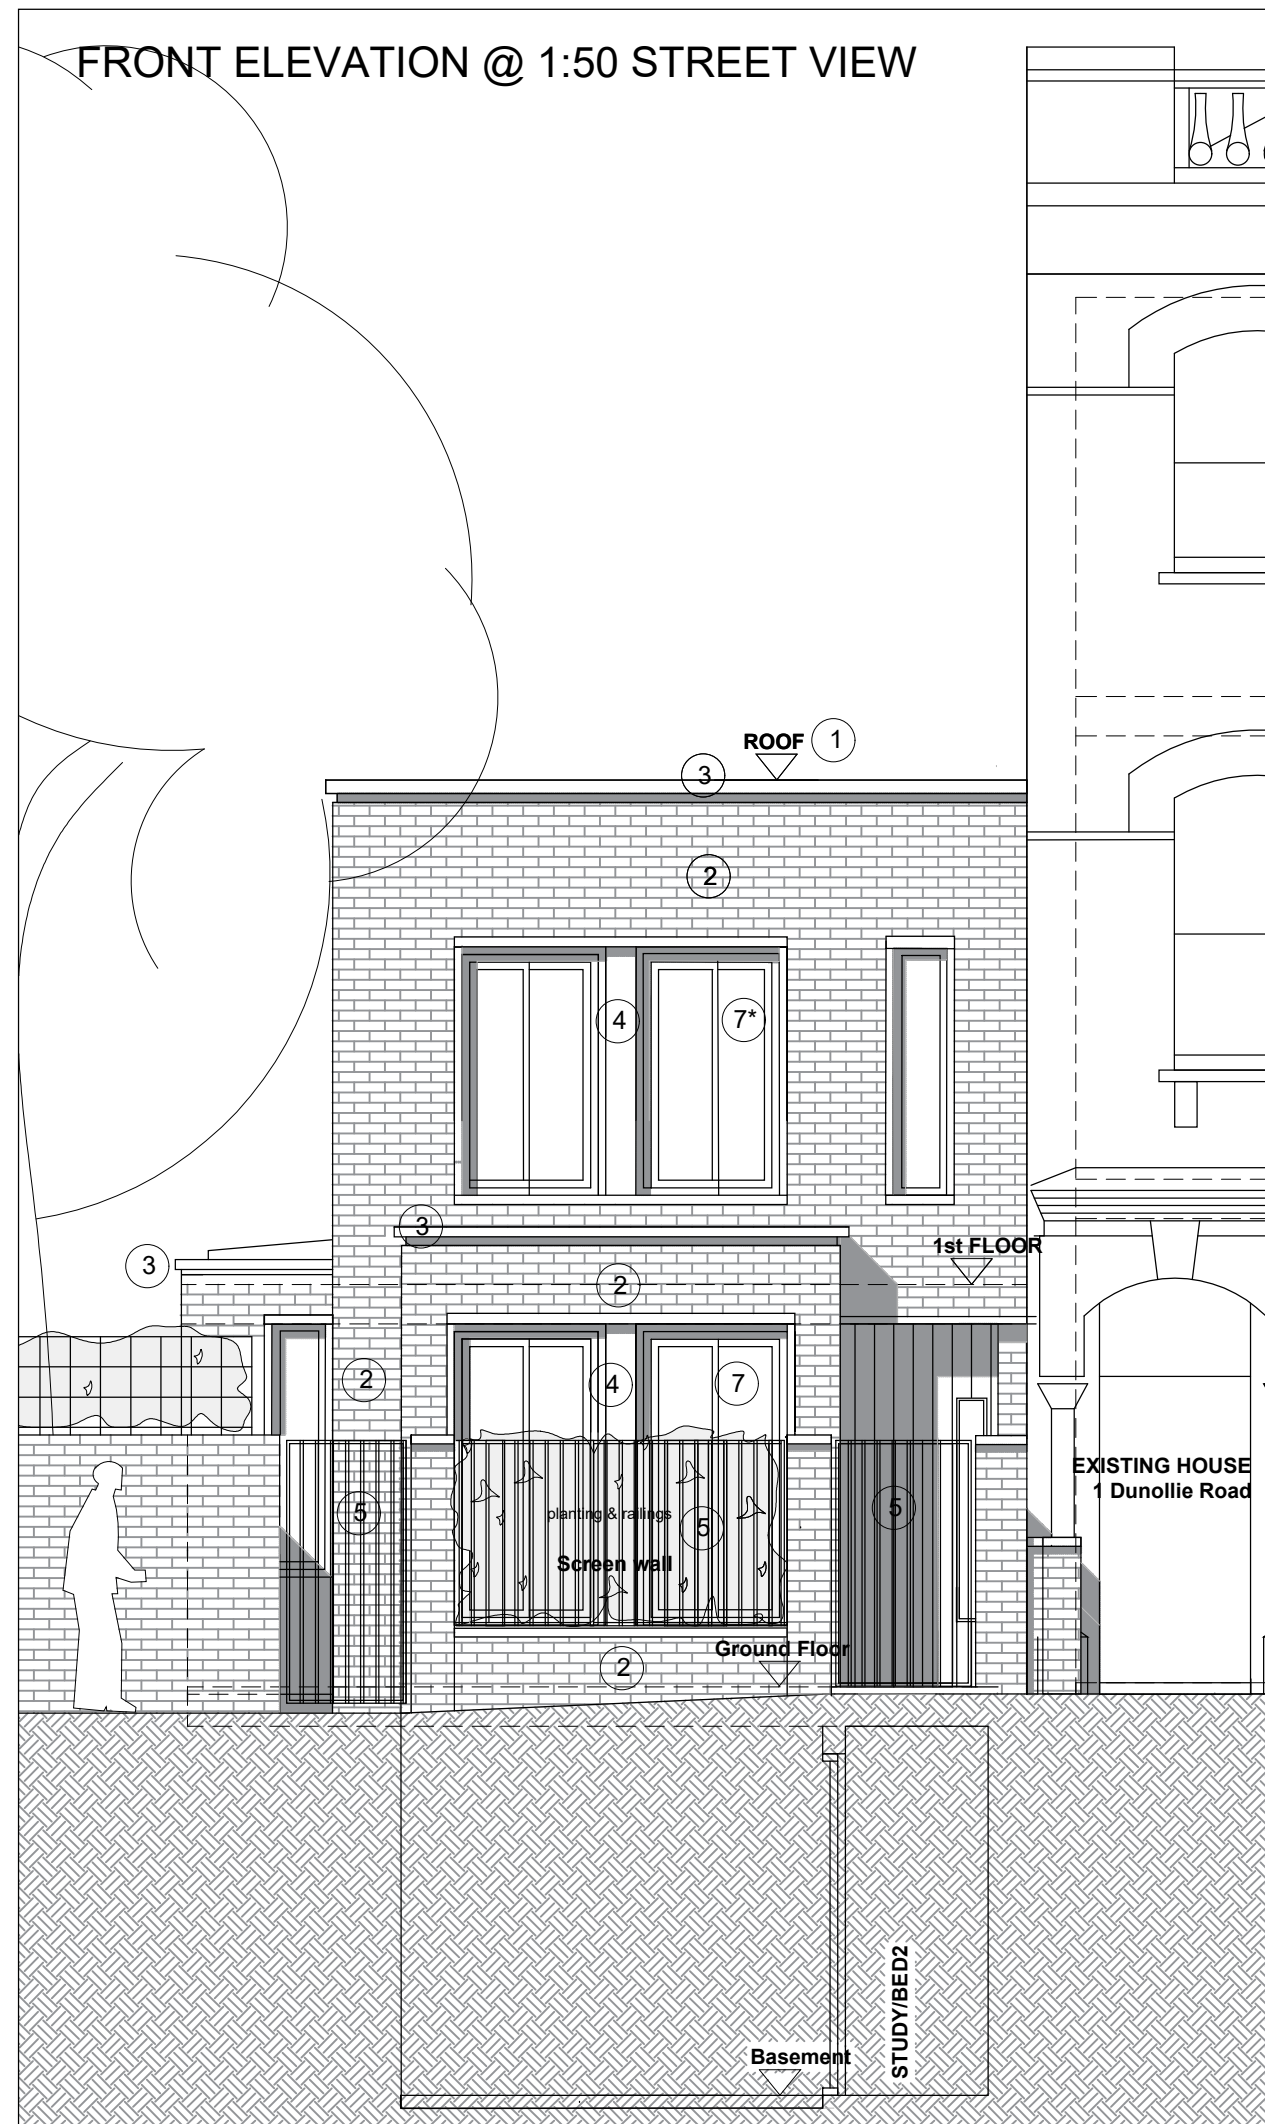 FRONT ELEVATION @ 1:50 STREET VIEW
ROOF 1
3
2
4 7*
3
1st FLOOR
3
2
2
4 7
EXISTING HOUSE
1 Dunollie Road
5
planting & railings
5
5
Screen wall
Ground Floor
2
STUDY/BED2
Basement